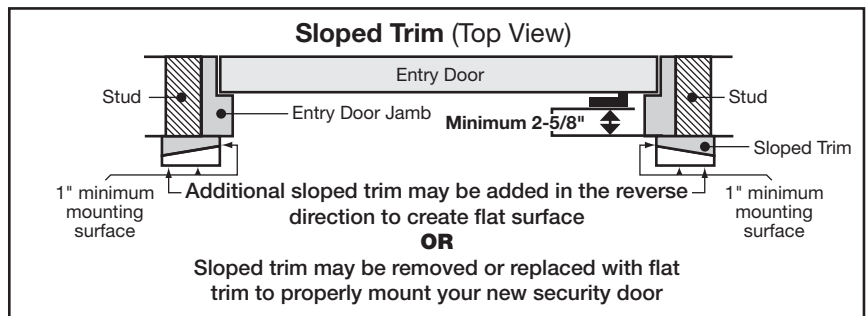 Sloped Trim (Top View)
Entry Door
Stud
Stud
Entry Door Jamb
Minimum 2-5/8"
Sloped Trim
1" minimum
mounting
surface
Additional sloped trim may be added in the reverse
direction to create flat surface
1" minimum
mounting
surface
OR
Sloped trim may be removed or replaced with flat
trim to properly mount your new security door